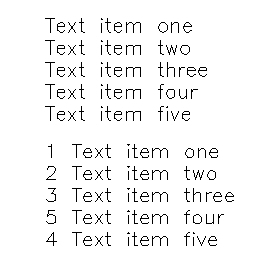 Text item one
Text item two
Text item three
Text item four
Text item five
1 Text item one
2 Text item two
3 Text item three
5 Text item four
4 Text item five